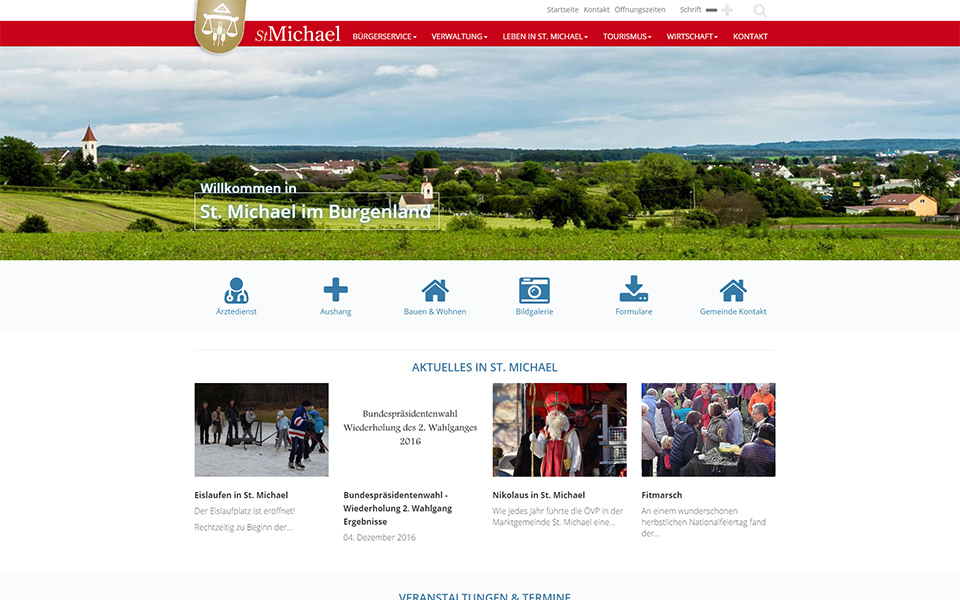 Startseite Kontakt Öffnungszeiten Schrift
StMichael BÜRGERSERVICE VERWALTUNG LEBEN IN ST. MICHAEL TOURISMUS WIRTSCHAFT KONTAKT
Willkommen in
St. Michael im Burgenland
Ärztedienst Aushang Bauen & Wohnen Bildgalerie Formulare Gemeinde Kontakt
AKTUELLES IN ST. MICHAEL
Bundespräsidentenwahl
Wiederholung des 2. Wahlganges
2016
Eislaufen in St. Michael
Der Eislaufplatz ist eröffnet!
Rechtzeitig zu Beginn der...
Bundespräsidentenwahl -
Wiederholung 2. Wahlgang
Ergebnisse
04. Dezember 2016
Nikolaus in St. Michael
Wie jedes Jahr führte die ÖVP in der
Marktgemeinde St. Michael eine...
Fitmarsch
An einem wunderschönen
herbstlichen Nationalfeiertag fand
der...
VERANSTALTUNGEN & TERMINE